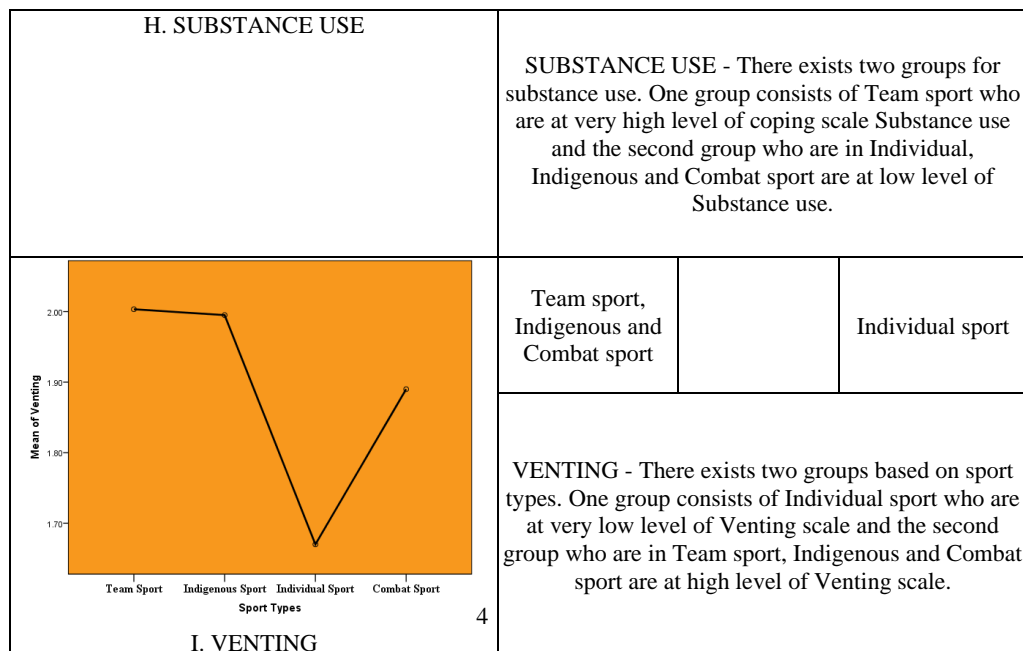 H. SUBSTANCE USE
SUBSTANCE USE - There exists two groups for
substance use. One group consists of Team sport who
are at very high level of coping scale Substance use
and the second group who are in Individual,
Indigenous and Combat sport are at low level of
Substance use.
2.00
1.90
1.80
1.70
Mean of Venting
Team Sport
Indigenous Sport
Individual Sport
Combat Sport
Sport Types
4
I. VENTING
Team sport,
Indigenous and
Combat sport
Individual sport
VENTING - There exists two groups based on sport
types. One group consists of Individual sport who are
at very low level of Venting scale and the second
group who are in Team sport, Indigenous and Combat
sport are at high level of Venting scale.